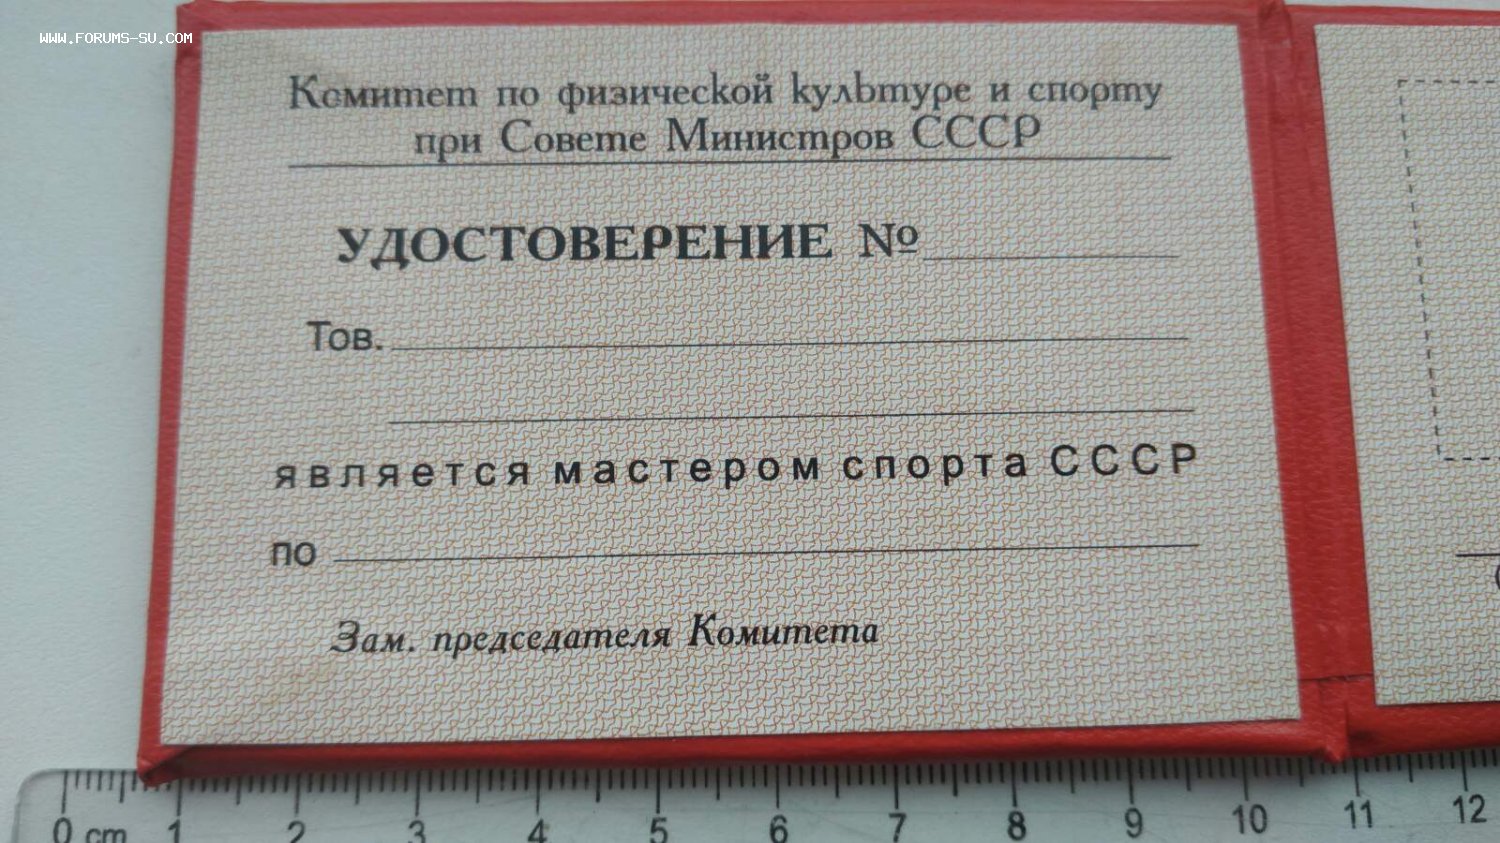 WWW.FORUMS-SU.COM
Комитет по физической культуре и спорту
при Совете Министров СССР
УДОСТОВЕРЕНИЕ №
Тов.
является мастером спорта СССР
по
Зам. председателя Комитета
0 cm 1 2 3 4 5 6 7 8 9 10 11 12